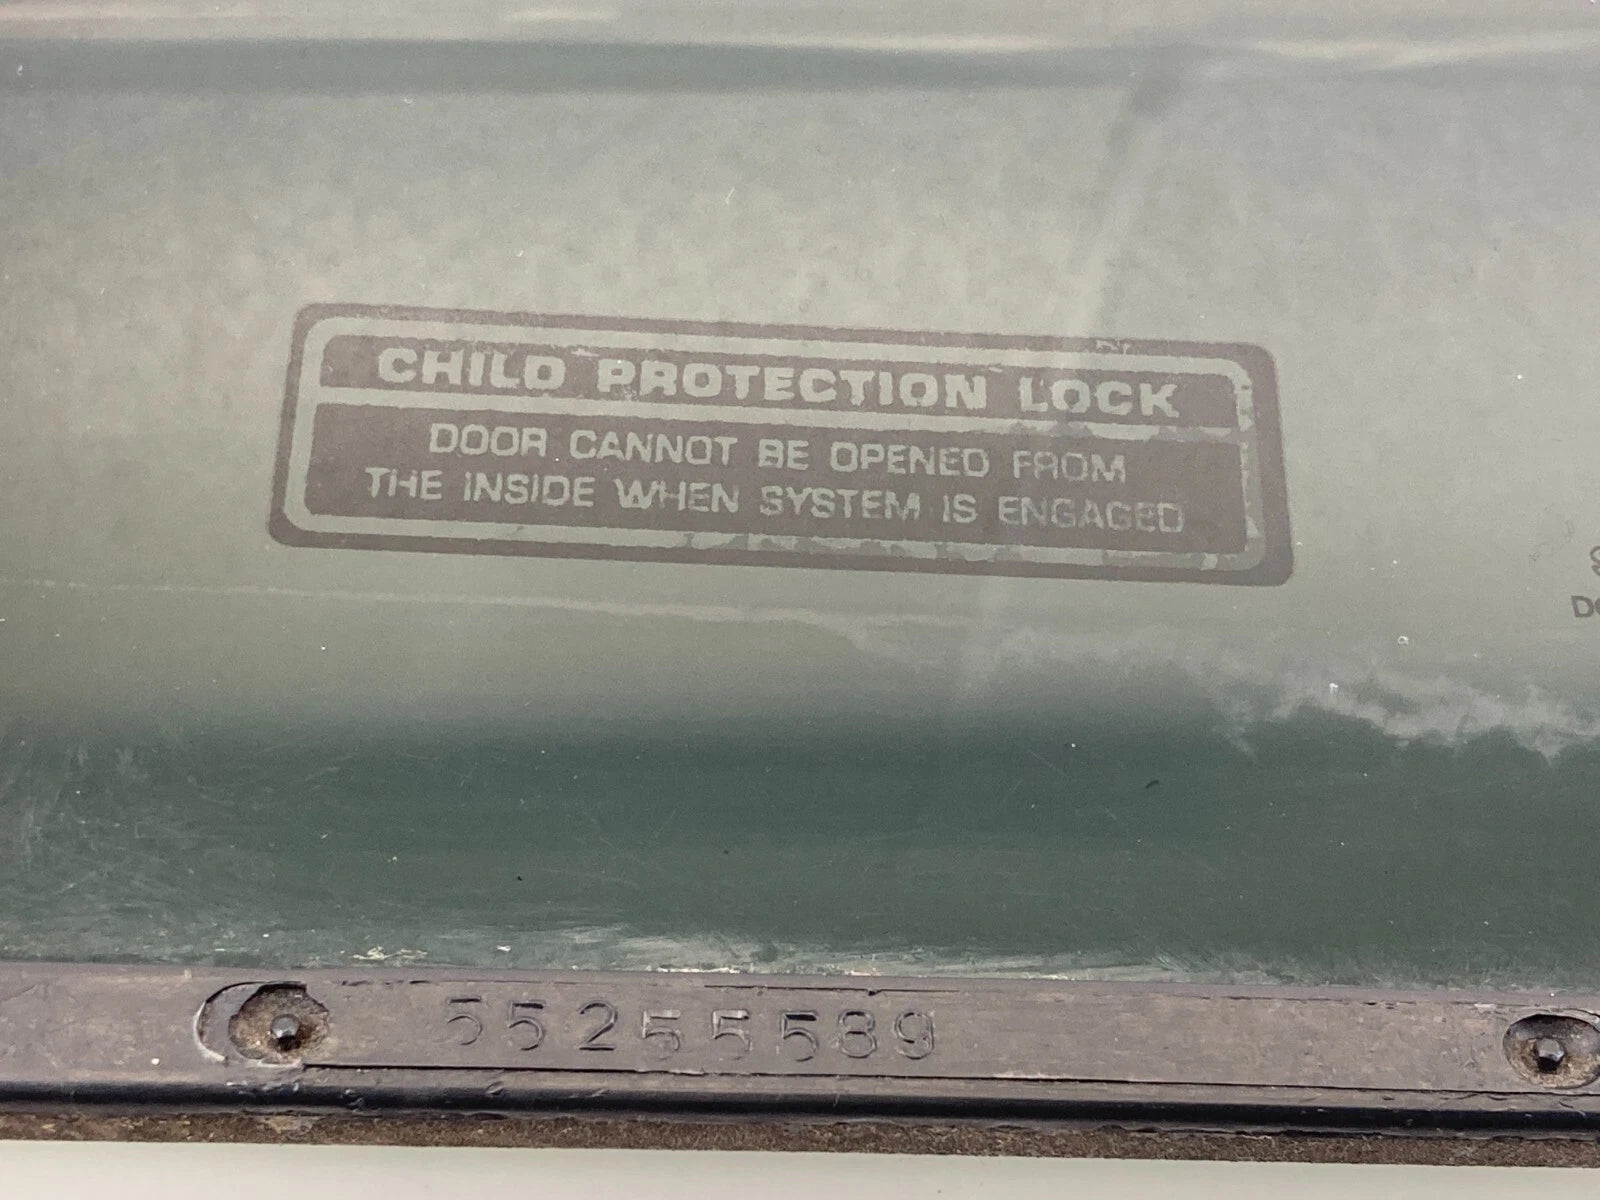 CHILD PROTECTION LOCK
DOOR CANNOT BE OPENED FROM
THE INSIDE WHEN SYSTEM IS ENGAGED
55255589